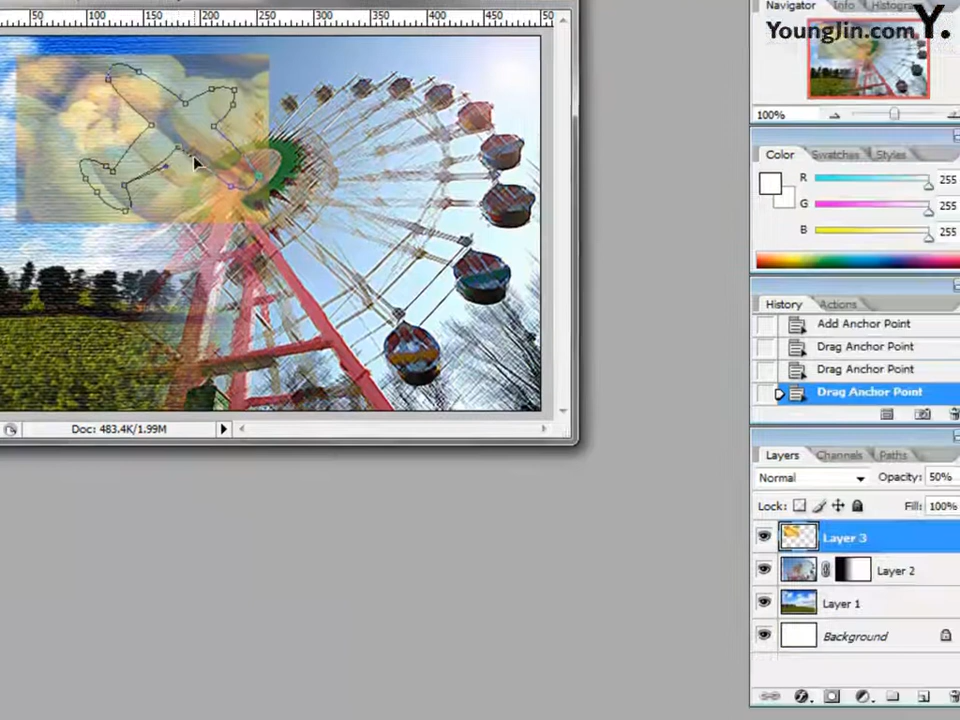 50 100 150 200 250 300 350 400 450 50
Doc: 483.4K/1.99M
Navigator Info Histogram
YoungJin.com Y.
100%
Color Swatches Styles
R 255
G 255
B 255
History Actions
Add Anchor Point
Drag Anchor Point
Drag Anchor Point
Drag Anchor Point
Layers Channels Paths
Normal Opacity: 50%
Lock: Fill: 100%
Layer 3
Layer 2
Layer 1
Background